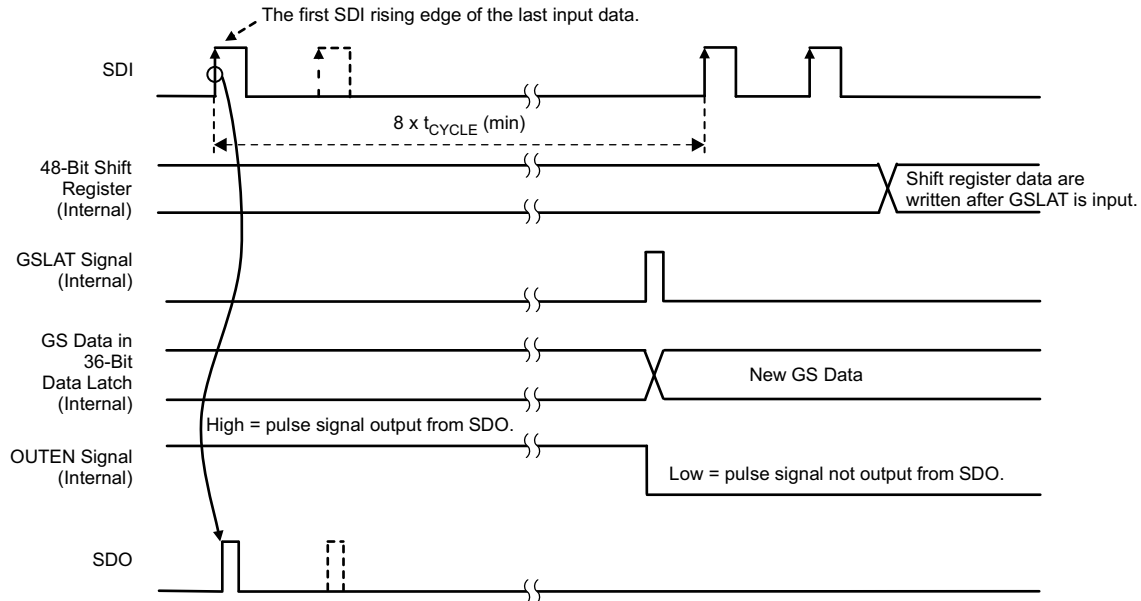 The first SDI rising edge of the last input data.
SDI
8 x tCYCLE (min)
48-Bit Shift
Register
(Internal)
Shift register data are
written after GSLAT is input.
GSLAT Signal
(Internal)
GS Data in
36-Bit
Data Latch
(Internal)
New GS Data
High = pulse signal output from SDO.
OUTEN Signal
(Internal)
Low = pulse signal not output from SDO.
SDO